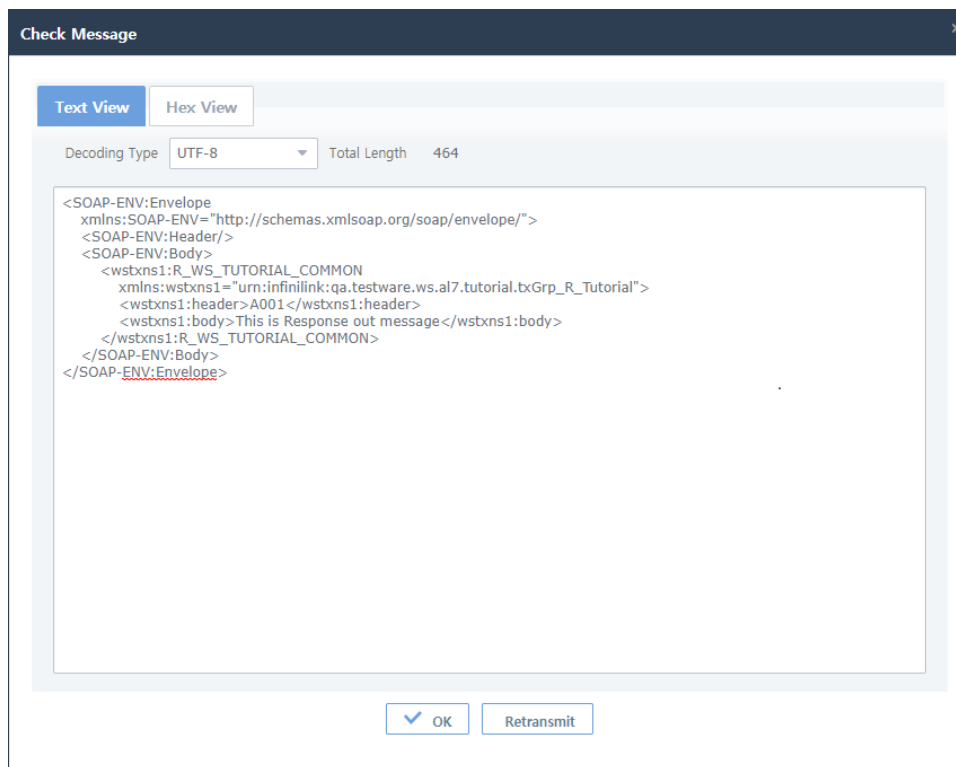 Check Message
Text View Hex View
Decoding Type UTF-8 Total Length 464
<SOAP-ENV:Envelope
xmlns:SOAP-ENV="http://schemas.xmlsoap.org/soap/envelope/">
<SOAP-ENV:Header/>
<SOAP-ENV:Body>
<wstxns1:R_WS_TUTORIAL_COMMON
xmlns:wstxns1="urn:infinilink:qa.testware.ws.al7.tutorial.txGrp_R_Tutorial">
<wstxns1:header>A001</wstxns1:header>
<wstxns1:body>This is Response out message</wstxns1:body>
</wstxns1:R_WS_TUTORIAL_COMMON>
</SOAP-ENV:Body>
</SOAP-ENV:Envelope>
OK Retransmit